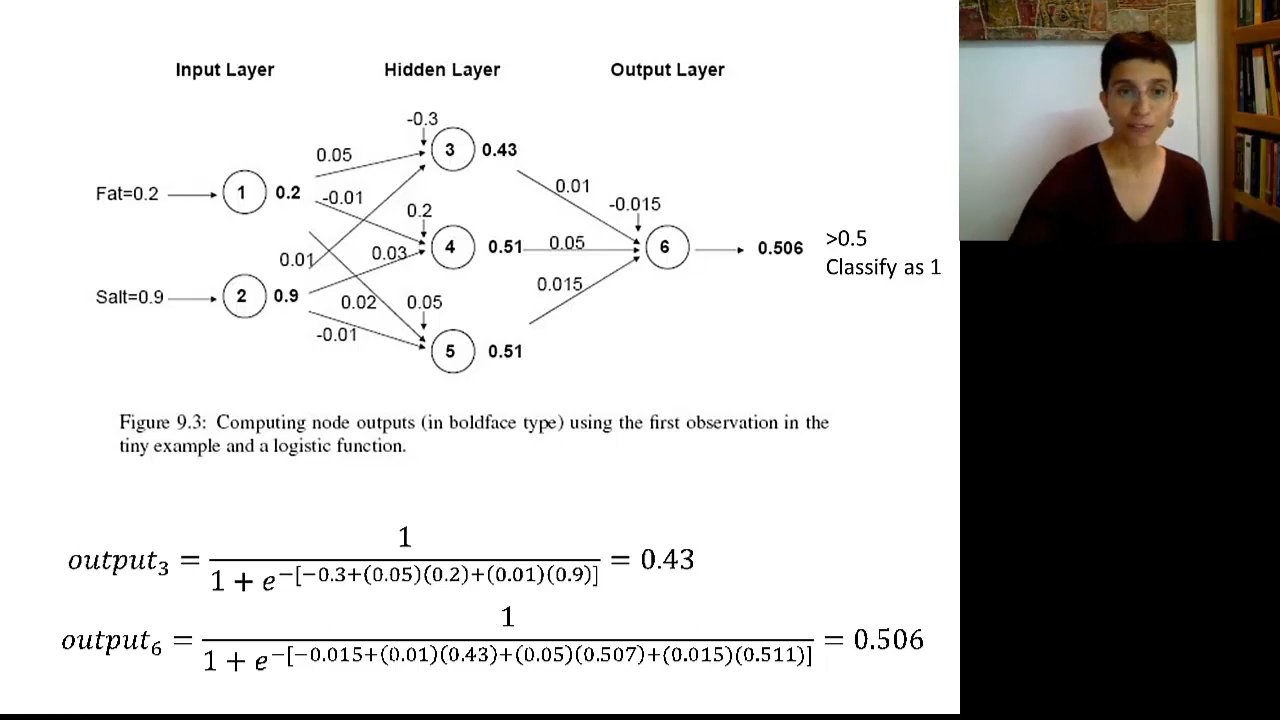 Input Layer
Hidden Layer
Output Layer
-0.3
0.05
3
0.43
Fat=0.2
1
0.2
-0.01
0.01
-0.015
0.2
0.01
0.03
4
0.51
0.05
6
0.506
>0.5
Classify as 1
Salt=0.9
2
0.9
0.02
0.05
0.015
-0.01
5
0.51
Figure 9.3: Computing node outputs (in boldface type) using the first observation in the
tiny example and a logistic function.
output₃ = 1 / 1 + e^−[−0.3+(0.05)(0.2)+(0.01)(0.9)] = 0.43
output₆ = 1 / 1 + e^−[−0.015+(0.01)(0.43)+(0.05)(0.507)+(0.015)(0.511)] = 0.506